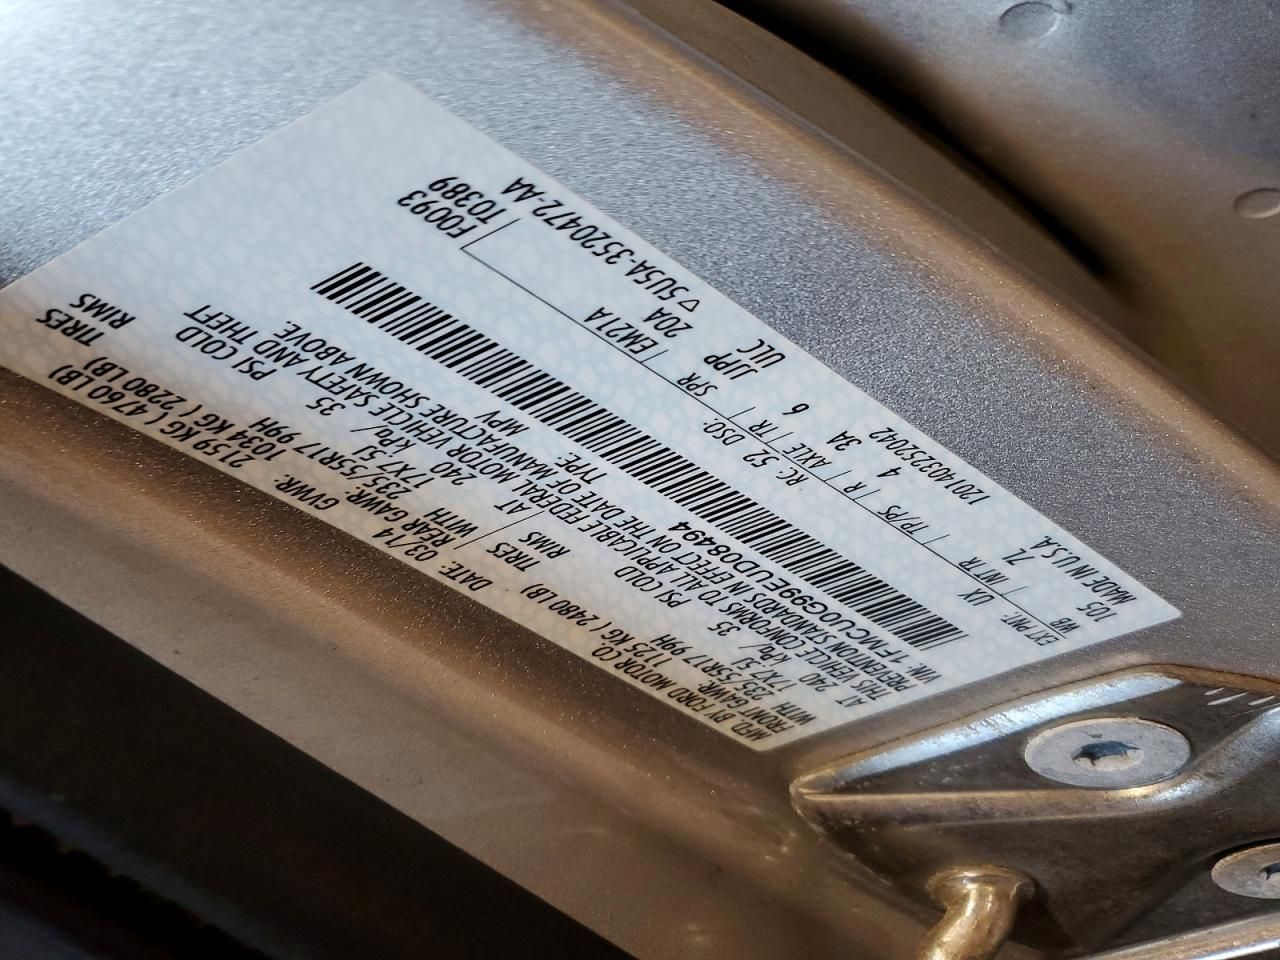 MFD. BY FORD MOTOR CO.
DATE: 03/14 GVWR: 2159 KG ( 4760 LB)
FRONT GAWR: 1125 KG ( 2480 LB) REAR GAWR: 1034 KG ( 2280 LB)
WITH 235/55R17 99H TIRES WITH 235/55R17 99H TIRES
17X7.5J RIMS 17X7.5J RIMS
AT 240 kPa/ 35 PSI COLD AT 240 kPa/ 35 PSI COLD
THIS VEHICLE CONFORMS TO ALL APPLICABLE FEDERAL MOTOR VEHICLE SAFETY AND THEFT
PREVENTION STANDARDS IN EFFECT ON THE DATE OF MANUFACTURE SHOWN ABOVE.
VIN: 1FMCU0G99EUD08494 TYPE: MPV
F0093
T0389
EXT PNT: UX RC: 52 DSO:
WB INT TR TP/PS R AXLE TR SPR EM21A
105 7L 4 3A 6 JJPP 20A
UILC
MADE IN U.S.A. 1201403252042 ▽5U5A-3520472-AA